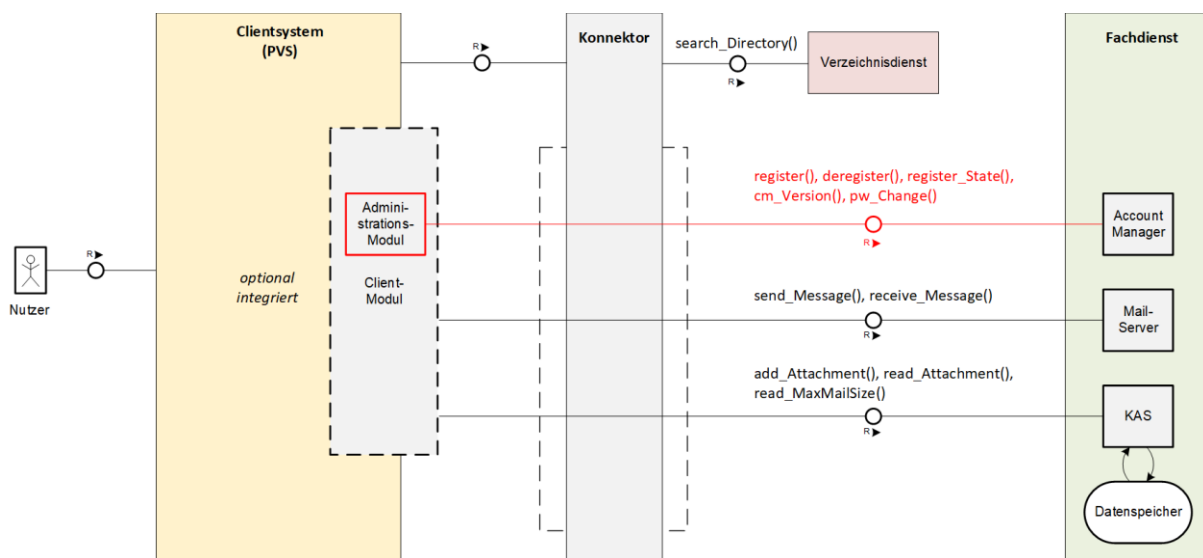 Clientsystem
(PVS)
Konnektor
Fachdienst
R
search_Directory()
R
Verzeichnisdienst
register(), deregister(), register_State(),
cm_Version(), pw_Change()
Admini-
strations-
Modul
R
Account
Manager
R
Nutzer
optional
integriert
Client-
Modul
send_Message(), receive_Message()
R
Mail-
Server
add_Attachment(), read_Attachment(),
read_MaxMailSize()
R
KAS
Datenspeicher